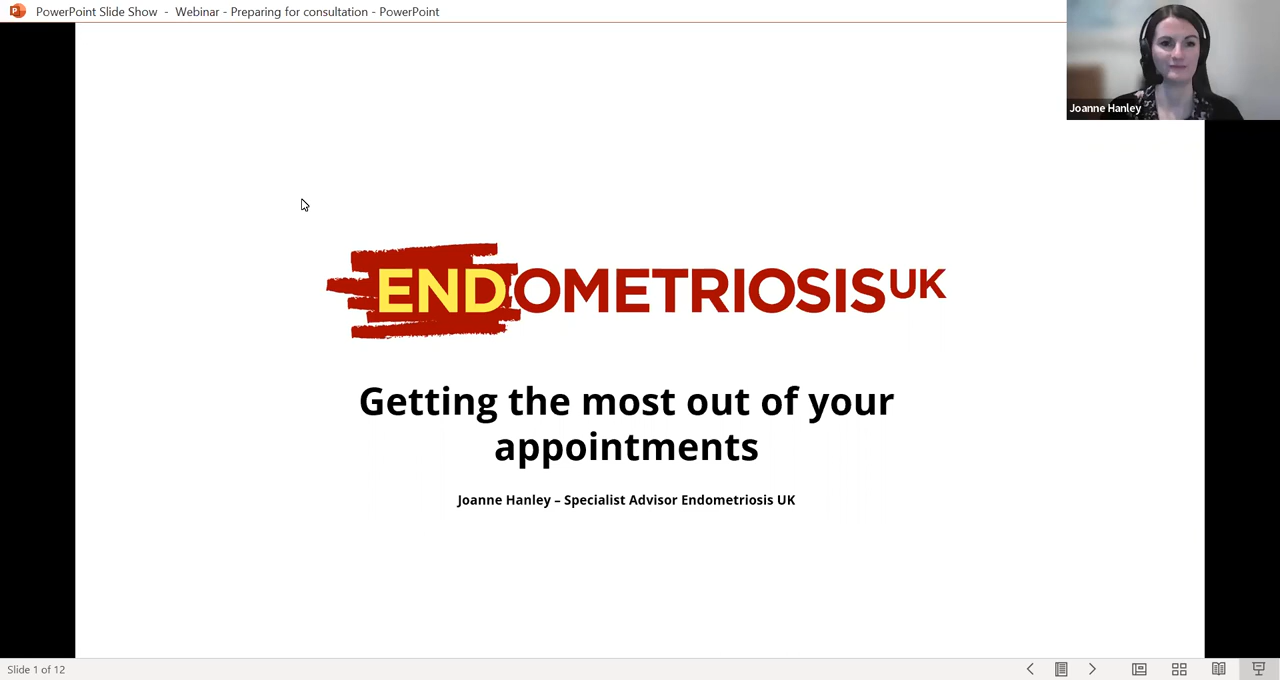 PowerPoint Slide Show - Webinar - Preparing for consultation - PowerPoint
Joanne Hanley
ENDOMETRIOSIS UK
Getting the most out of your
appointments
Joanne Hanley – Specialist Advisor Endometriosis UK
Slide 1 of 12